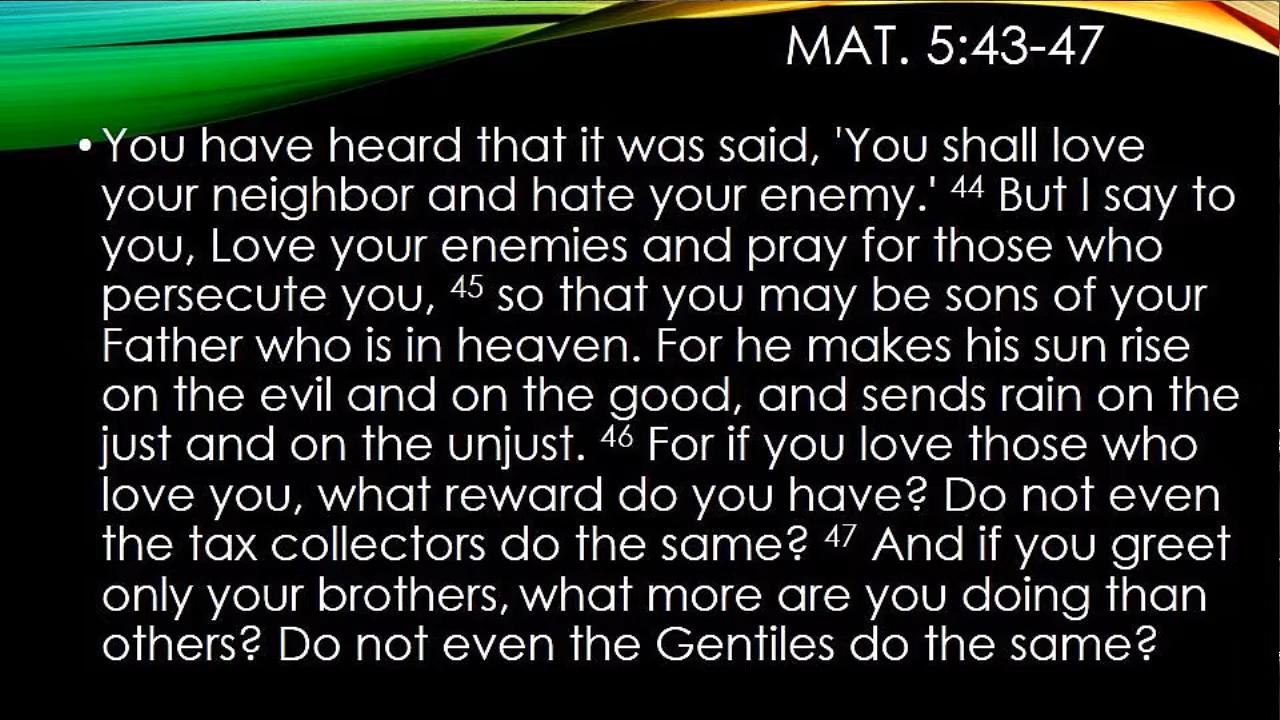 MAT. 5:43-47
• You have heard that it was said, 'You shall love
your neighbor and hate your enemy.' 44 But I say to
you, Love your enemies and pray for those who
persecute you, 45 so that you may be sons of your
Father who is in heaven. For he makes his sun rise
on the evil and on the good, and sends rain on the
just and on the unjust. 46 For if you love those who
love you, what reward do you have? Do not even
the tax collectors do the same? 47 And if you greet
only your brothers, what more are you doing than
others? Do not even the Gentiles do the same?